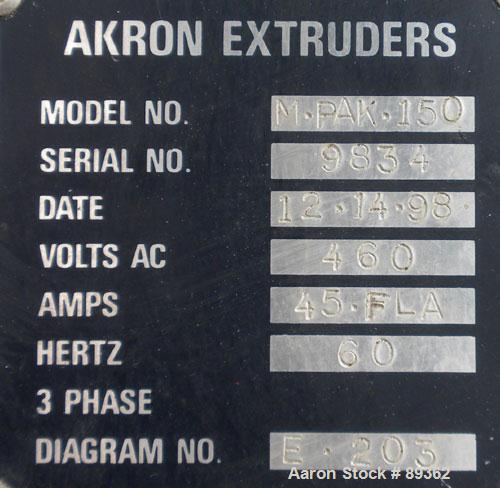 AKRON EXTRUDERS
MODEL NO. M·PAK·150
SERIAL NO. 9834
DATE 12·14·98·
VOLTS AC 460
AMPS 45·FLA
HERTZ 60
3 PHASE
DIAGRAM NO. E·203
Aaron Stock # 89362